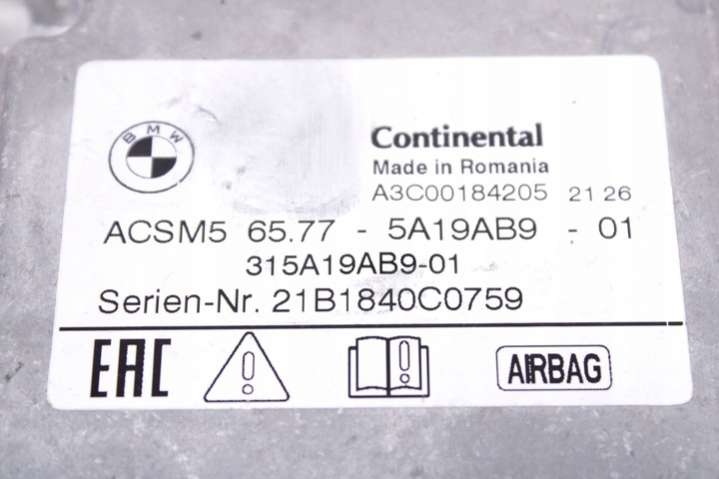 BMW
Continental
Made in Romania
A3C00184205 21 26
ACSM5 65.77 - 5A19AB9 - 01
315A19AB9-01
Serien-Nr. 21B1840C0759
EAC
AIRBAG